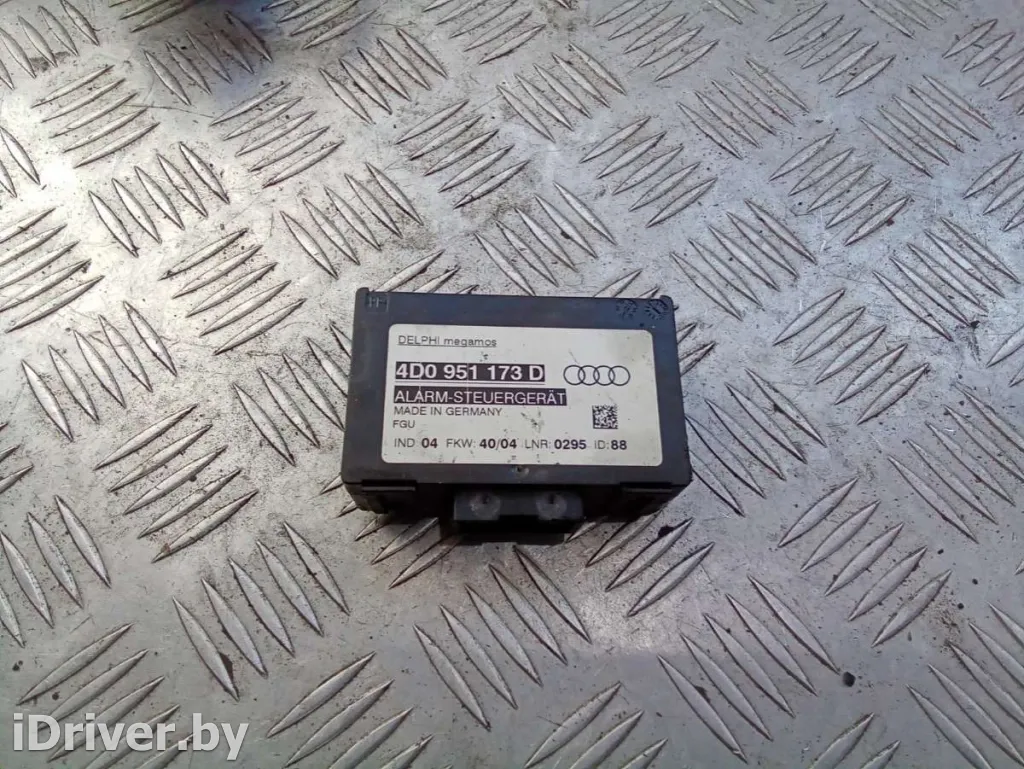 DELPHI megamos
4D0 951 173 D
ALARM-STEUERGERÄT
MADE IN GERMANY
FGU
IND: 04 FKW: 40/04 LNR: 0295 ID: 88
iDriver.by